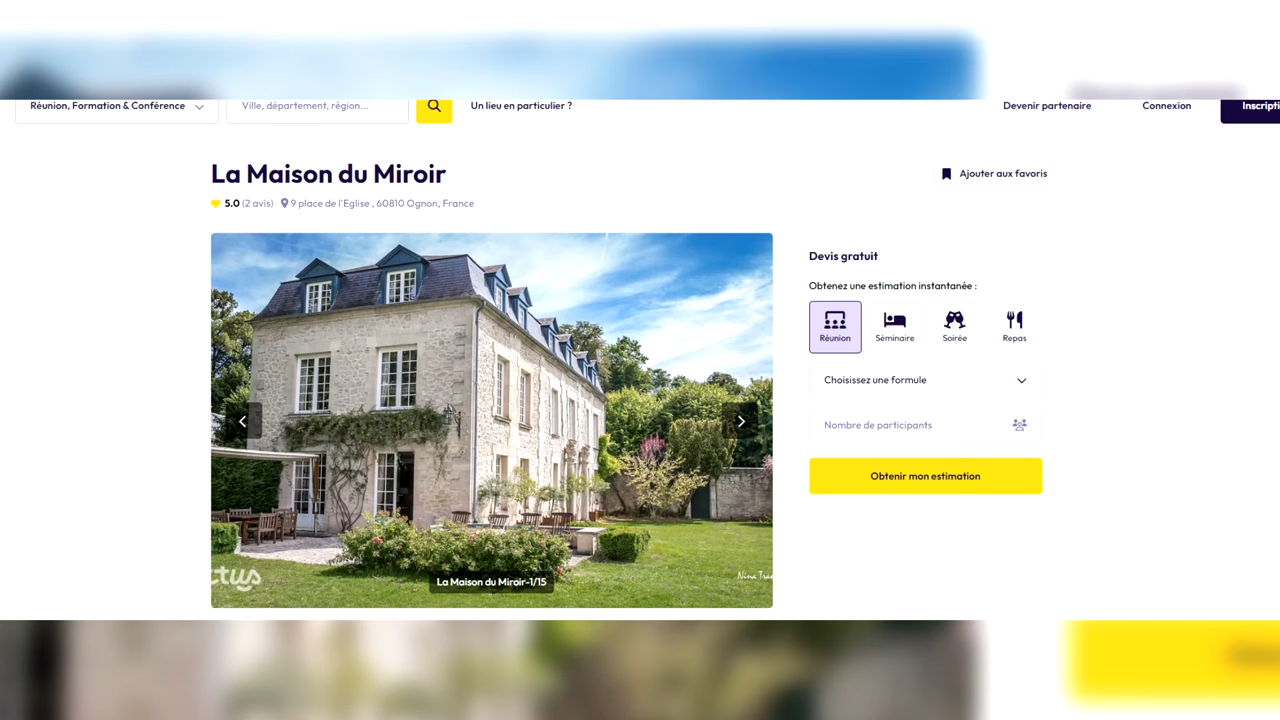 Réunion, Formation & Conférence
Ville, département, région...
Un lieu en particulier ?
Devenir partenaire
Connexion
La Maison du Miroir
Ajouter aux favoris
5.0 (2 avis)
9 place de l'Eglise , 60810 Ognon, France
Devis gratuit
Obtenez une estimation instantanée :
Réunion
Séminaire
Soirée
Repas
Choisissez une formule
Nombre de participants
Obtenir mon estimation
La Maison du Miroir-1/15